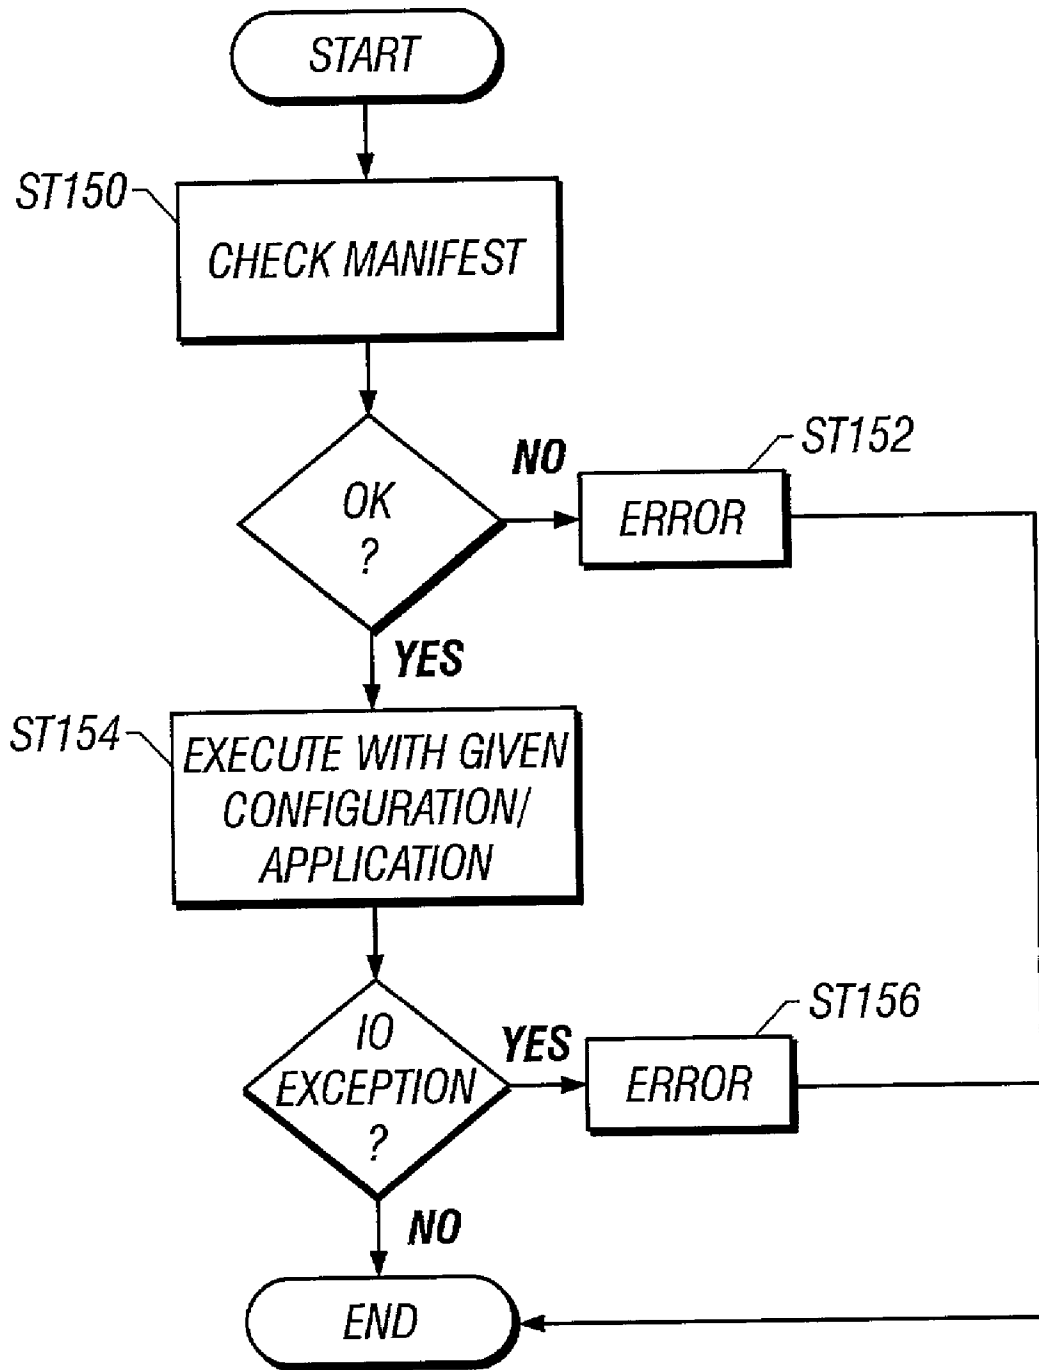 START
ST150
CHECK MANIFEST
OK
?
NO
ST152
ERROR
YES
ST154
EXECUTE WITH GIVEN
CONFIGURATION/
APPLICATION
IO
EXCEPTION
?
YES
ST156
ERROR
NO
END